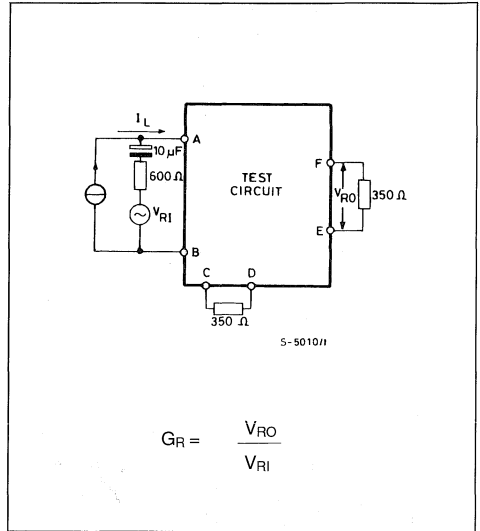 I_L
A
10 µF
600 Ω
V_RI
B
TEST
CIRCUIT
F
V_RO
350 Ω
E
C D
350 Ω
S-5010/1
G_R = V_RO
V_RI